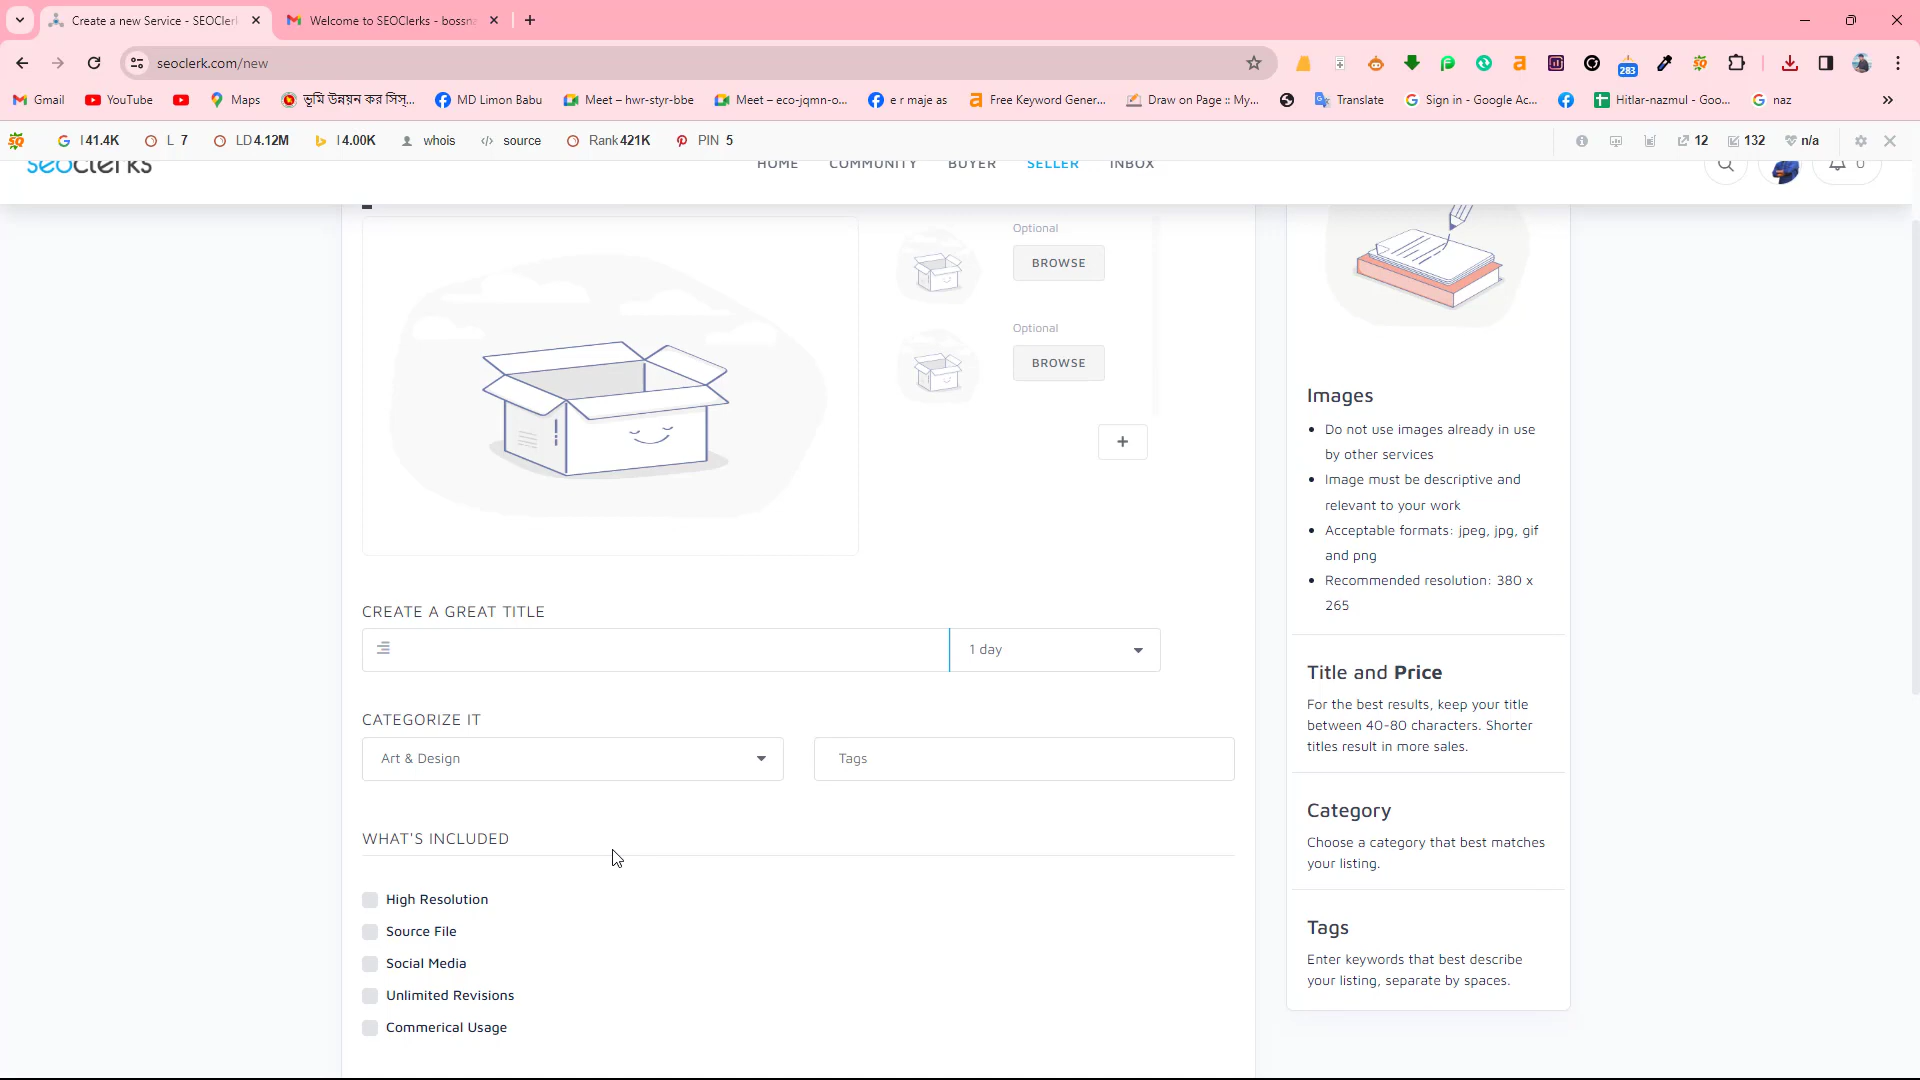 Create a new Service - SEOClerk
Welcome to SEOClerks - bossna
seoclerk.com/new
283
Gmail
YouTube
Maps
ভূমি উন্নয়ন কর সিস্...
MD Limon Babu
Meet – hwr-styr-bbe
Meet – eco-jqmn-o...
e r maje as
Free Keyword Gener...
Draw on Page :: My...
Translate
Sign in - Google Ac...
Hitlar-nazmul - Goo...
naz
I 41.4K
L 7
LD 4.12M
I 4.00K
whois
source
Rank 421K
PIN 5
12
132
n/a
seoclerks
HOME
COMMUNITY
BUYER
SELLER
INBOX
0
Optional
BROWSE
Optional
BROWSE
+
Images
Do not use images already in use
by other services
Image must be descriptive and
relevant to your work
Acceptable formats: jpeg, jpg, gif
and png
Recommended resolution: 380 x
265
CREATE A GREAT TITLE
1 day
Title and Price
For the best results, keep your title
between 40-80 characters. Shorter
titles result in more sales.
CATEGORIZE IT
Art & Design
Tags
Category
Choose a category that best matches
your listing.
WHAT'S INCLUDED
High Resolution
Source File
Social Media
Unlimited Revisions
Commerical Usage
Tags
Enter keywords that best describe
your listing, separate by spaces.